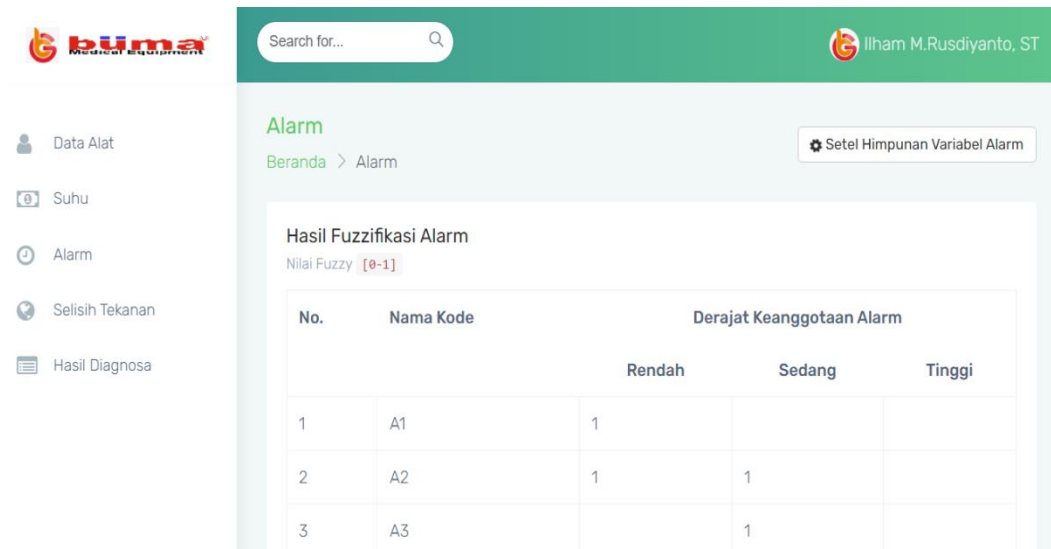 büma
Medical Equipment
Search for...
Ilham M.Rusdiyanto, ST
Data Alat
Suhu
Alarm
Selisih Tekanan
Hasil Diagnosa
Alarm
Beranda > Alarm
Setel Himpunan Variabel Alarm
Hasil Fuzzifikasi Alarm
Nilai Fuzzy [0-1]
No. Nama Kode Derajat Keanggotaan Alarm
Rendah Sedang Tinggi
1 A1 1
2 A2 1 1
3 A3 1